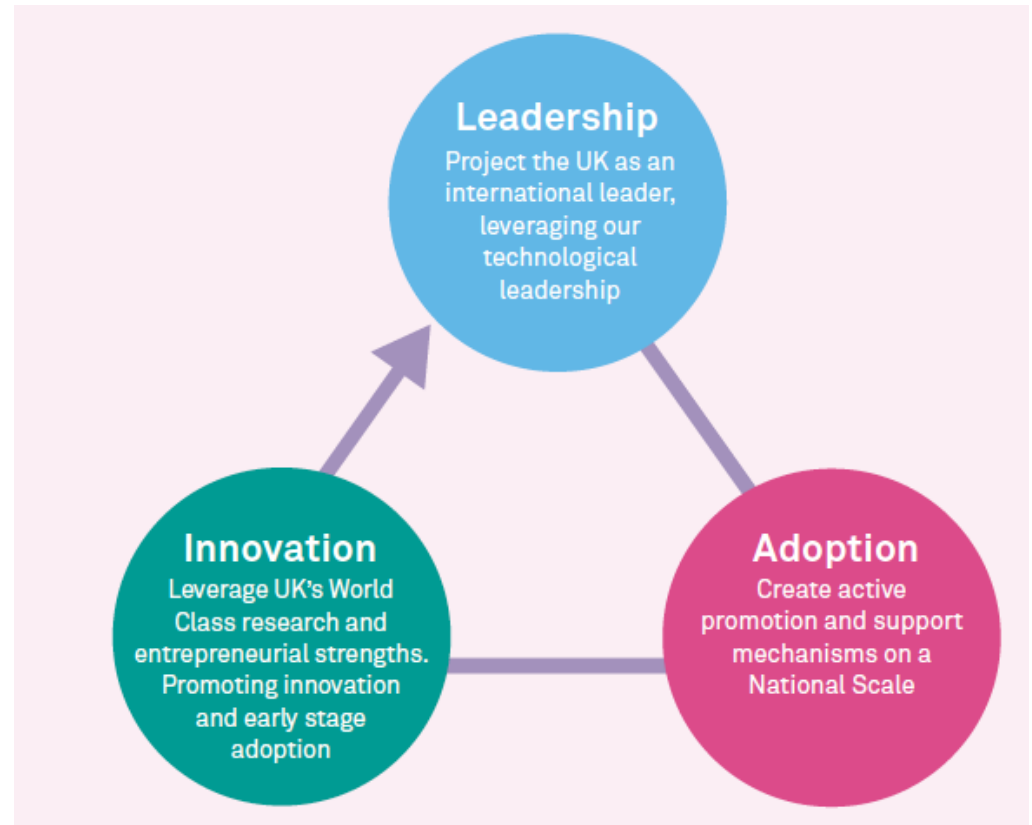 Leadership
Project the UK as an
international leader,
leveraging our
technological
leadership
Innovation
Leverage UK's World
Class research and
entrepreneurial strengths.
Promoting innovation
and early stage
adoption
Adoption
Create active
promotion and support
mechanisms on a
National Scale